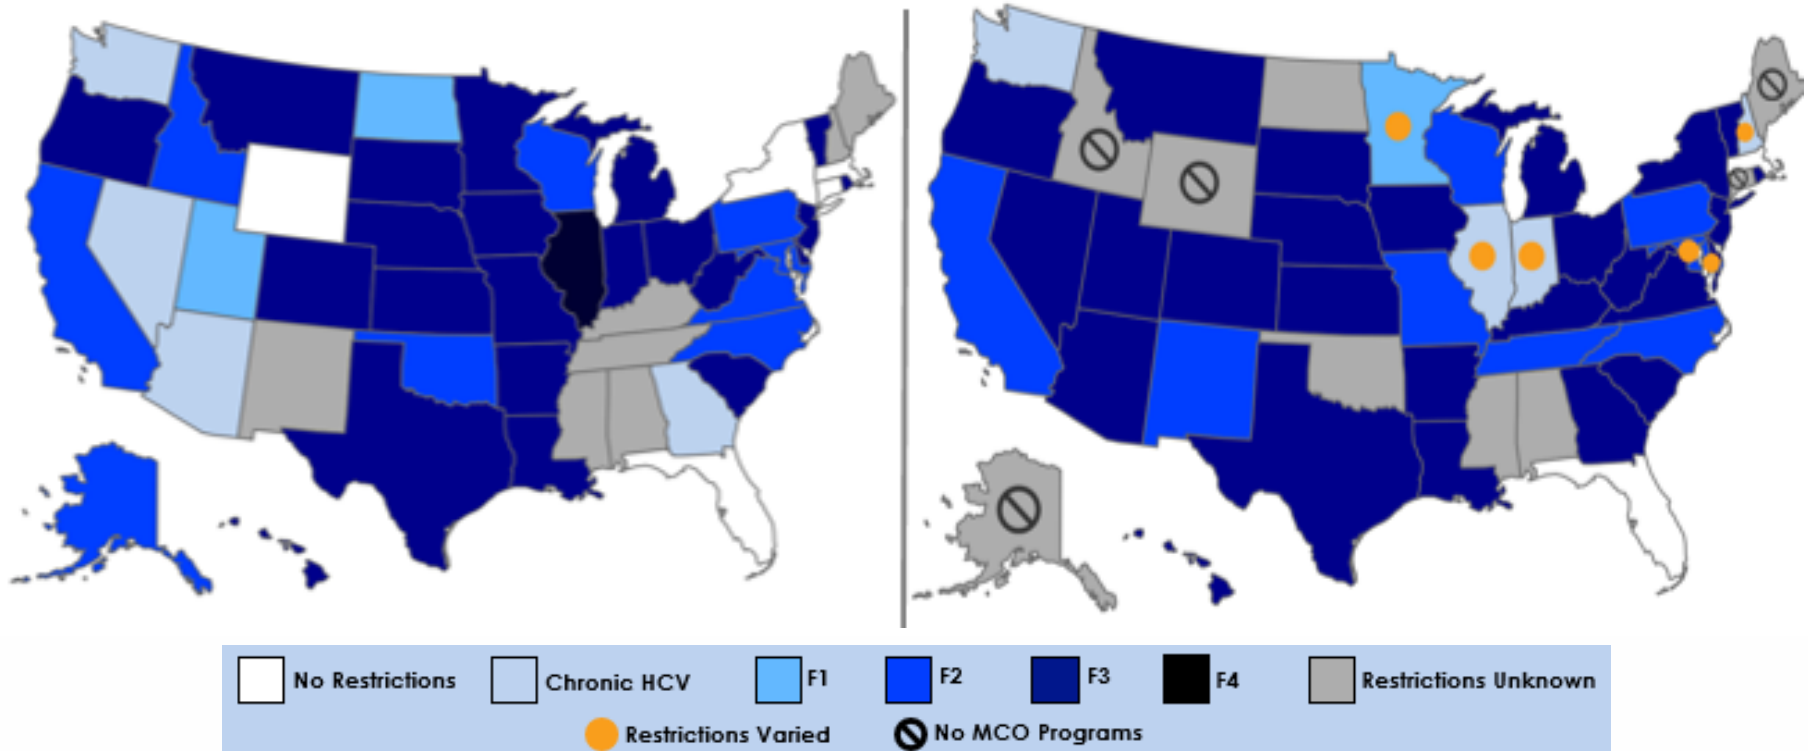 No Restrictions Chronic HCV F1 F2 F3 F4 Restrictions Unknown
Restrictions Varied No MCO Programs